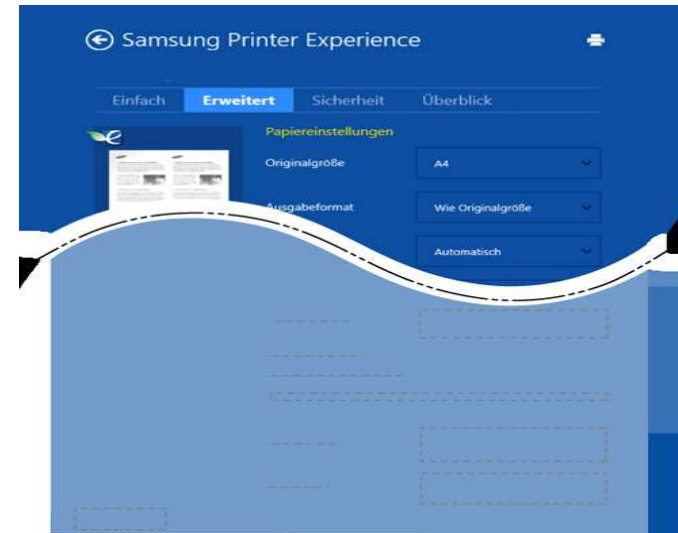 Samsung Printer Experience
Einfach Erweitert Sicherheit Überblick
Papiereinstellungen
Originalgröße A4
Ausgabeformat Wie Originalgröße
Automatisch